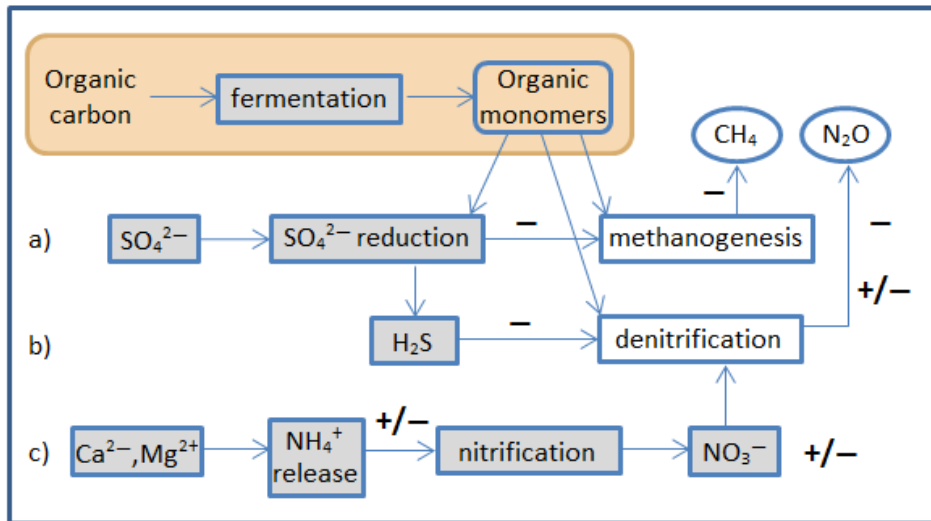 Organic
carbon
fermentation
Organic
monomers
CH₄
N₂O
a)
SO₄²⁻
SO₄²⁻ reduction
−
methanogenesis
−
−
+/−
b)
H₂S
−
denitrification
c)
Ca²⁻,Mg²⁺
NH₄⁺
release
+/−
nitrification
NO₃⁻
+/−